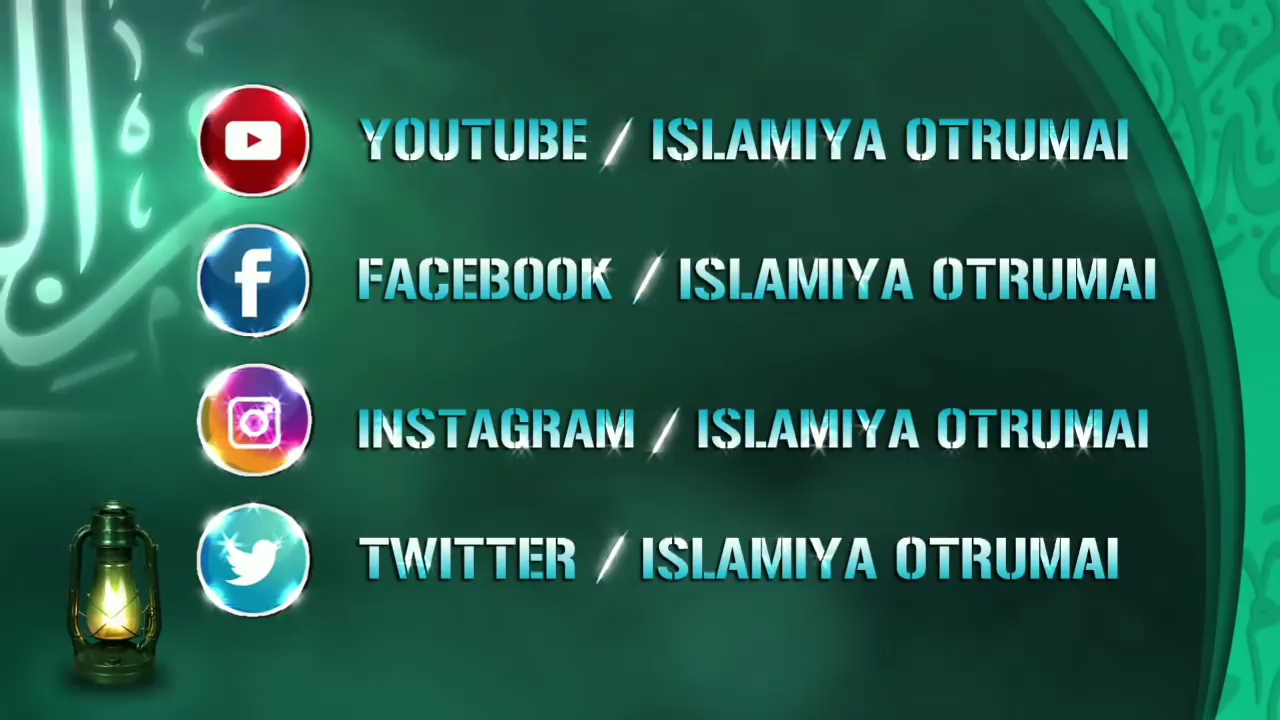 YOUTUBE / ISLAMIYA OTRUMAI
FACEBOOK / ISLAMIYA OTRUMAI
INSTAGRAM / ISLAMIYA OTRUMAI
TWITTER / ISLAMIYA OTRUMAI